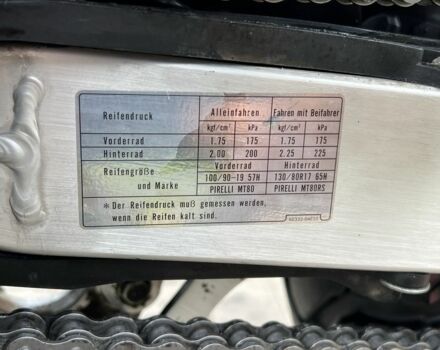 Reifendruck Alleinfahren Fahren mit Beifahrer
kgf/cm² kPa kgf/cm² kPa
Vorderrad 1.75 175 1.75 175
Hinterrad 2.00 200 2.25 225
Reifengröße und Marke Vorderrad Hinterrad
100/90-19 57H 130/80R17 65H
PIRELLI MT80 PIRELLI MT80RS
*Der Reifendruck muß gemessen werden,
wenn die Reifen kalt sind.